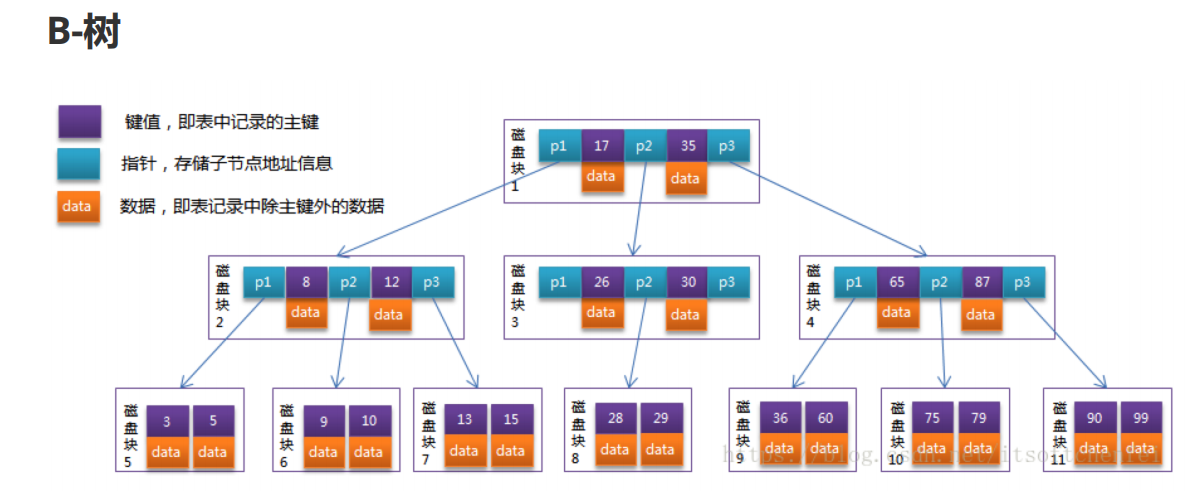 B-树
键值，即表中记录的主键
指针，存储子节点地址信息
data 数据，即表记录中除主键外的数据
磁盘块1 p1 17 p2 35 p3
data data
磁盘块2 p1 8 p2 12 p3
data data
磁盘块3 p1 26 p2 30 p3
data data
磁盘块4 p1 65 p2 87 p3
data data
磁盘块5 3 5
data data
磁盘块6 9 10
data data
磁盘块7 13 15
data data
磁盘块8 28 29
data data
磁盘块9 36 60
data data
磁盘块10 75 79
data data
磁盘块11 90 99
data data